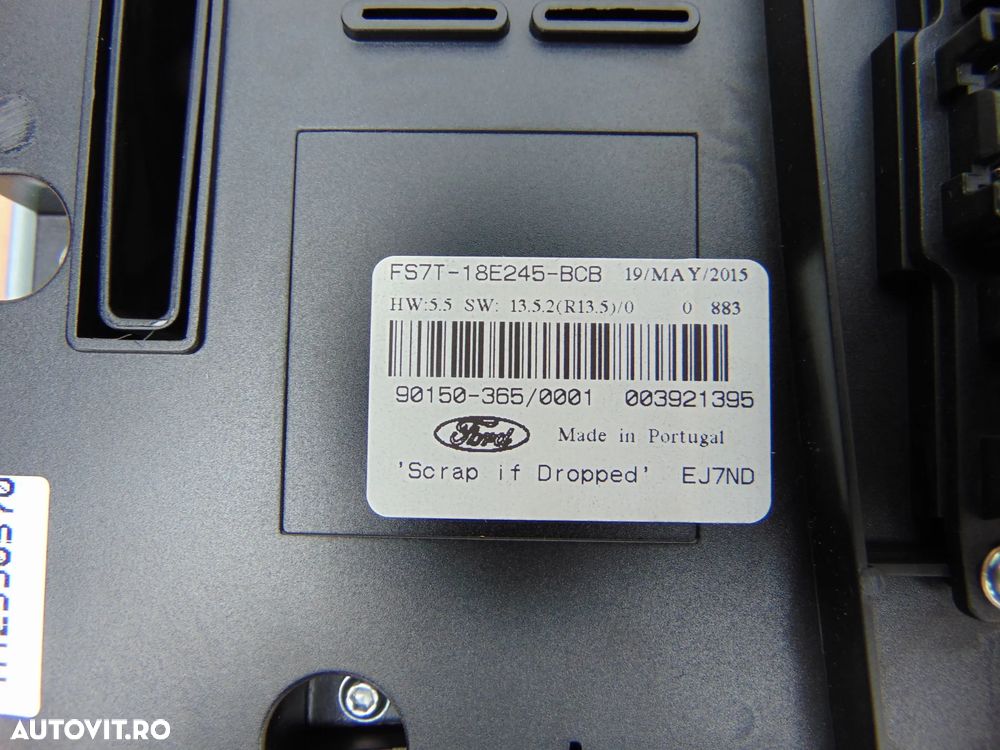 FS7T-18E245-BCB 19/MAY/2015
HW:5.5 SW: 13.5.2(R13.5)/0 0 883
90150-365/0001 003921395
Ford Made in Portugal
'Scrap if Dropped' EJ7ND
AUTOVIT.RO